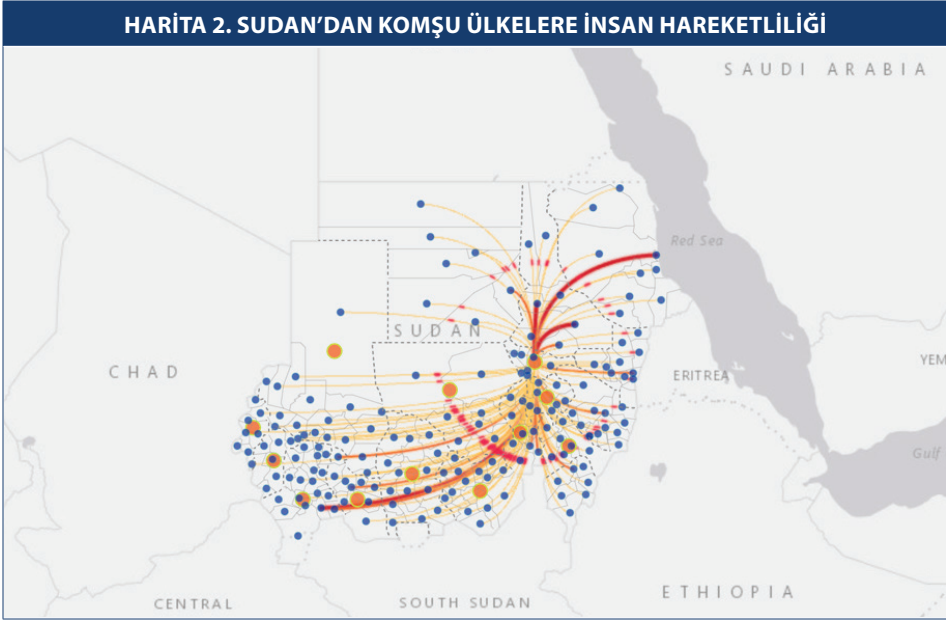 HARİTA 2. SUDAN’DAN KOMŞU ÜLKELERE İNSAN HAREKETLİLİĞİ
SAUDI ARABIA
Red Sea
SUDAN
CHAD
ERITREA
YEM
Gulf
ETHIOPIA
CENTRAL
SOUTH SUDAN